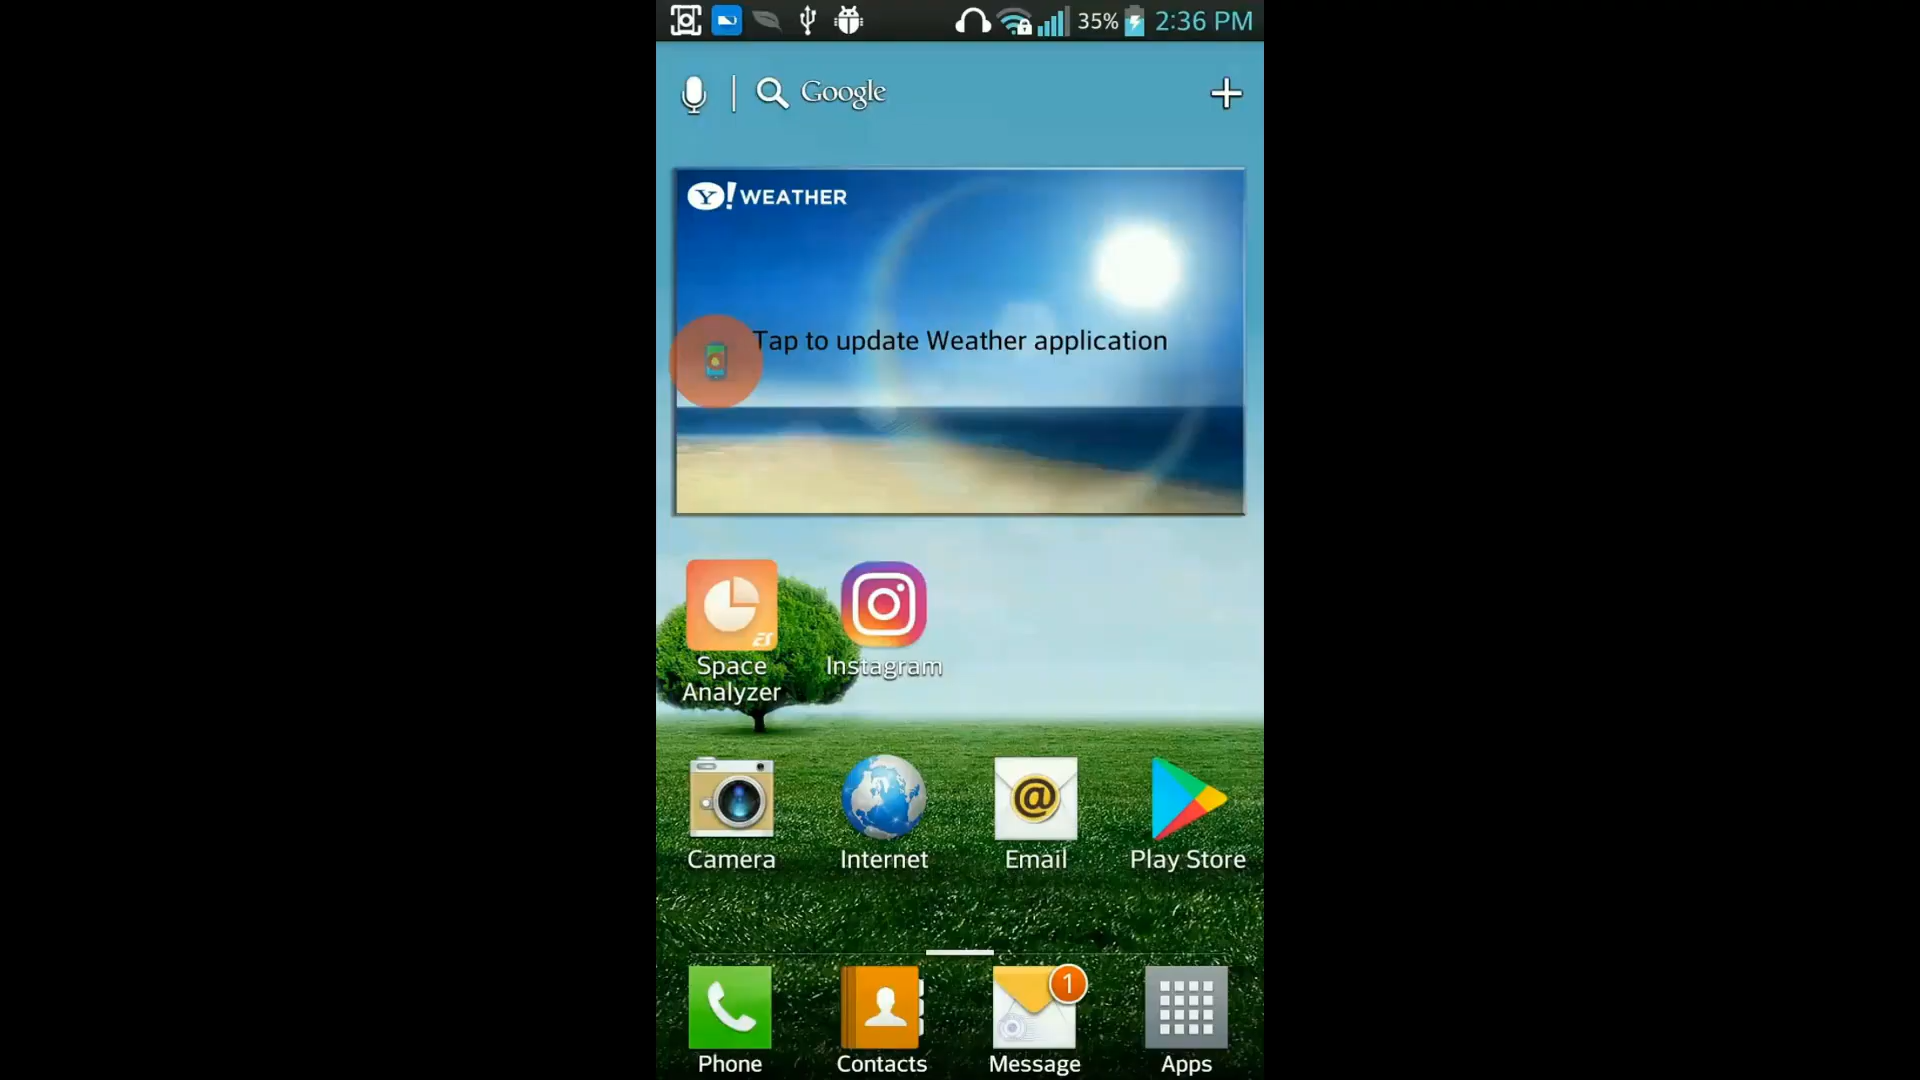 35% 2:36 PM
Google
Y! WEATHER
Tap to update Weather application
ES
Space
Analyzer
Instagram
Camera
Internet
@
Email
Play Store
1
Phone
Contacts
Message
Apps